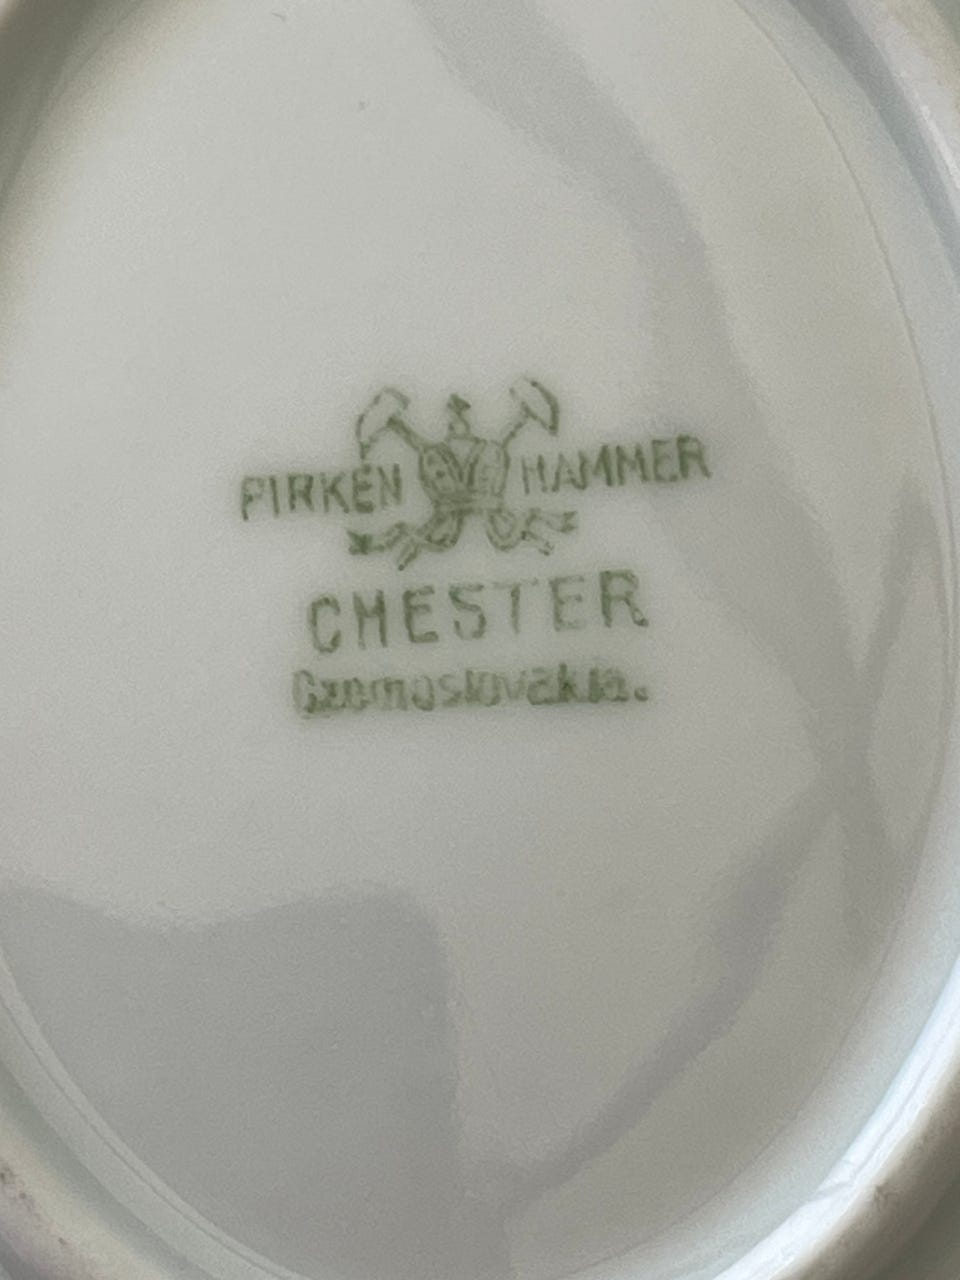 PIRKEN HAMMER
CHESTER
Czechoslovakia.